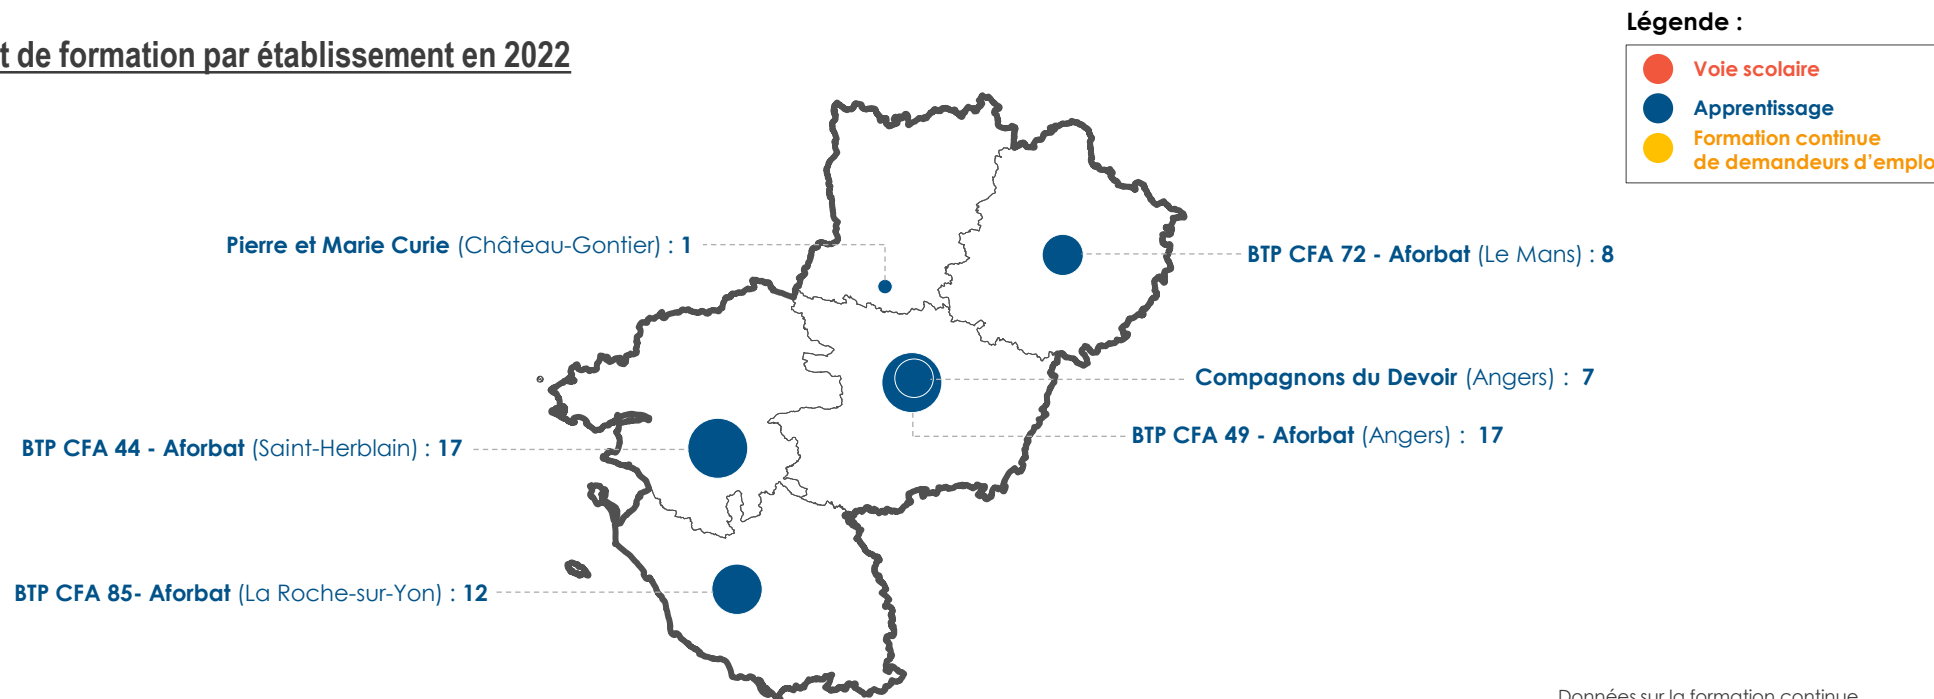 t de formation par établissement en 2022
Légende :
Voie scolaire
Apprentissage
Formation continue
de demandeurs d'emplo
Pierre et Marie Curie (Château-Gontier) : 1
BTP CFA 72 - Aforbat (Le Mans) : 8
Compagnons du Devoir (Angers) : 7
BTP CFA 49 - Aforbat (Angers) : 17
BTP CFA 44 - Aforbat (Saint-Herblain) : 17
BTP CFA 85- Aforbat (La Roche-sur-Yon) : 12
Données sur la formation continue